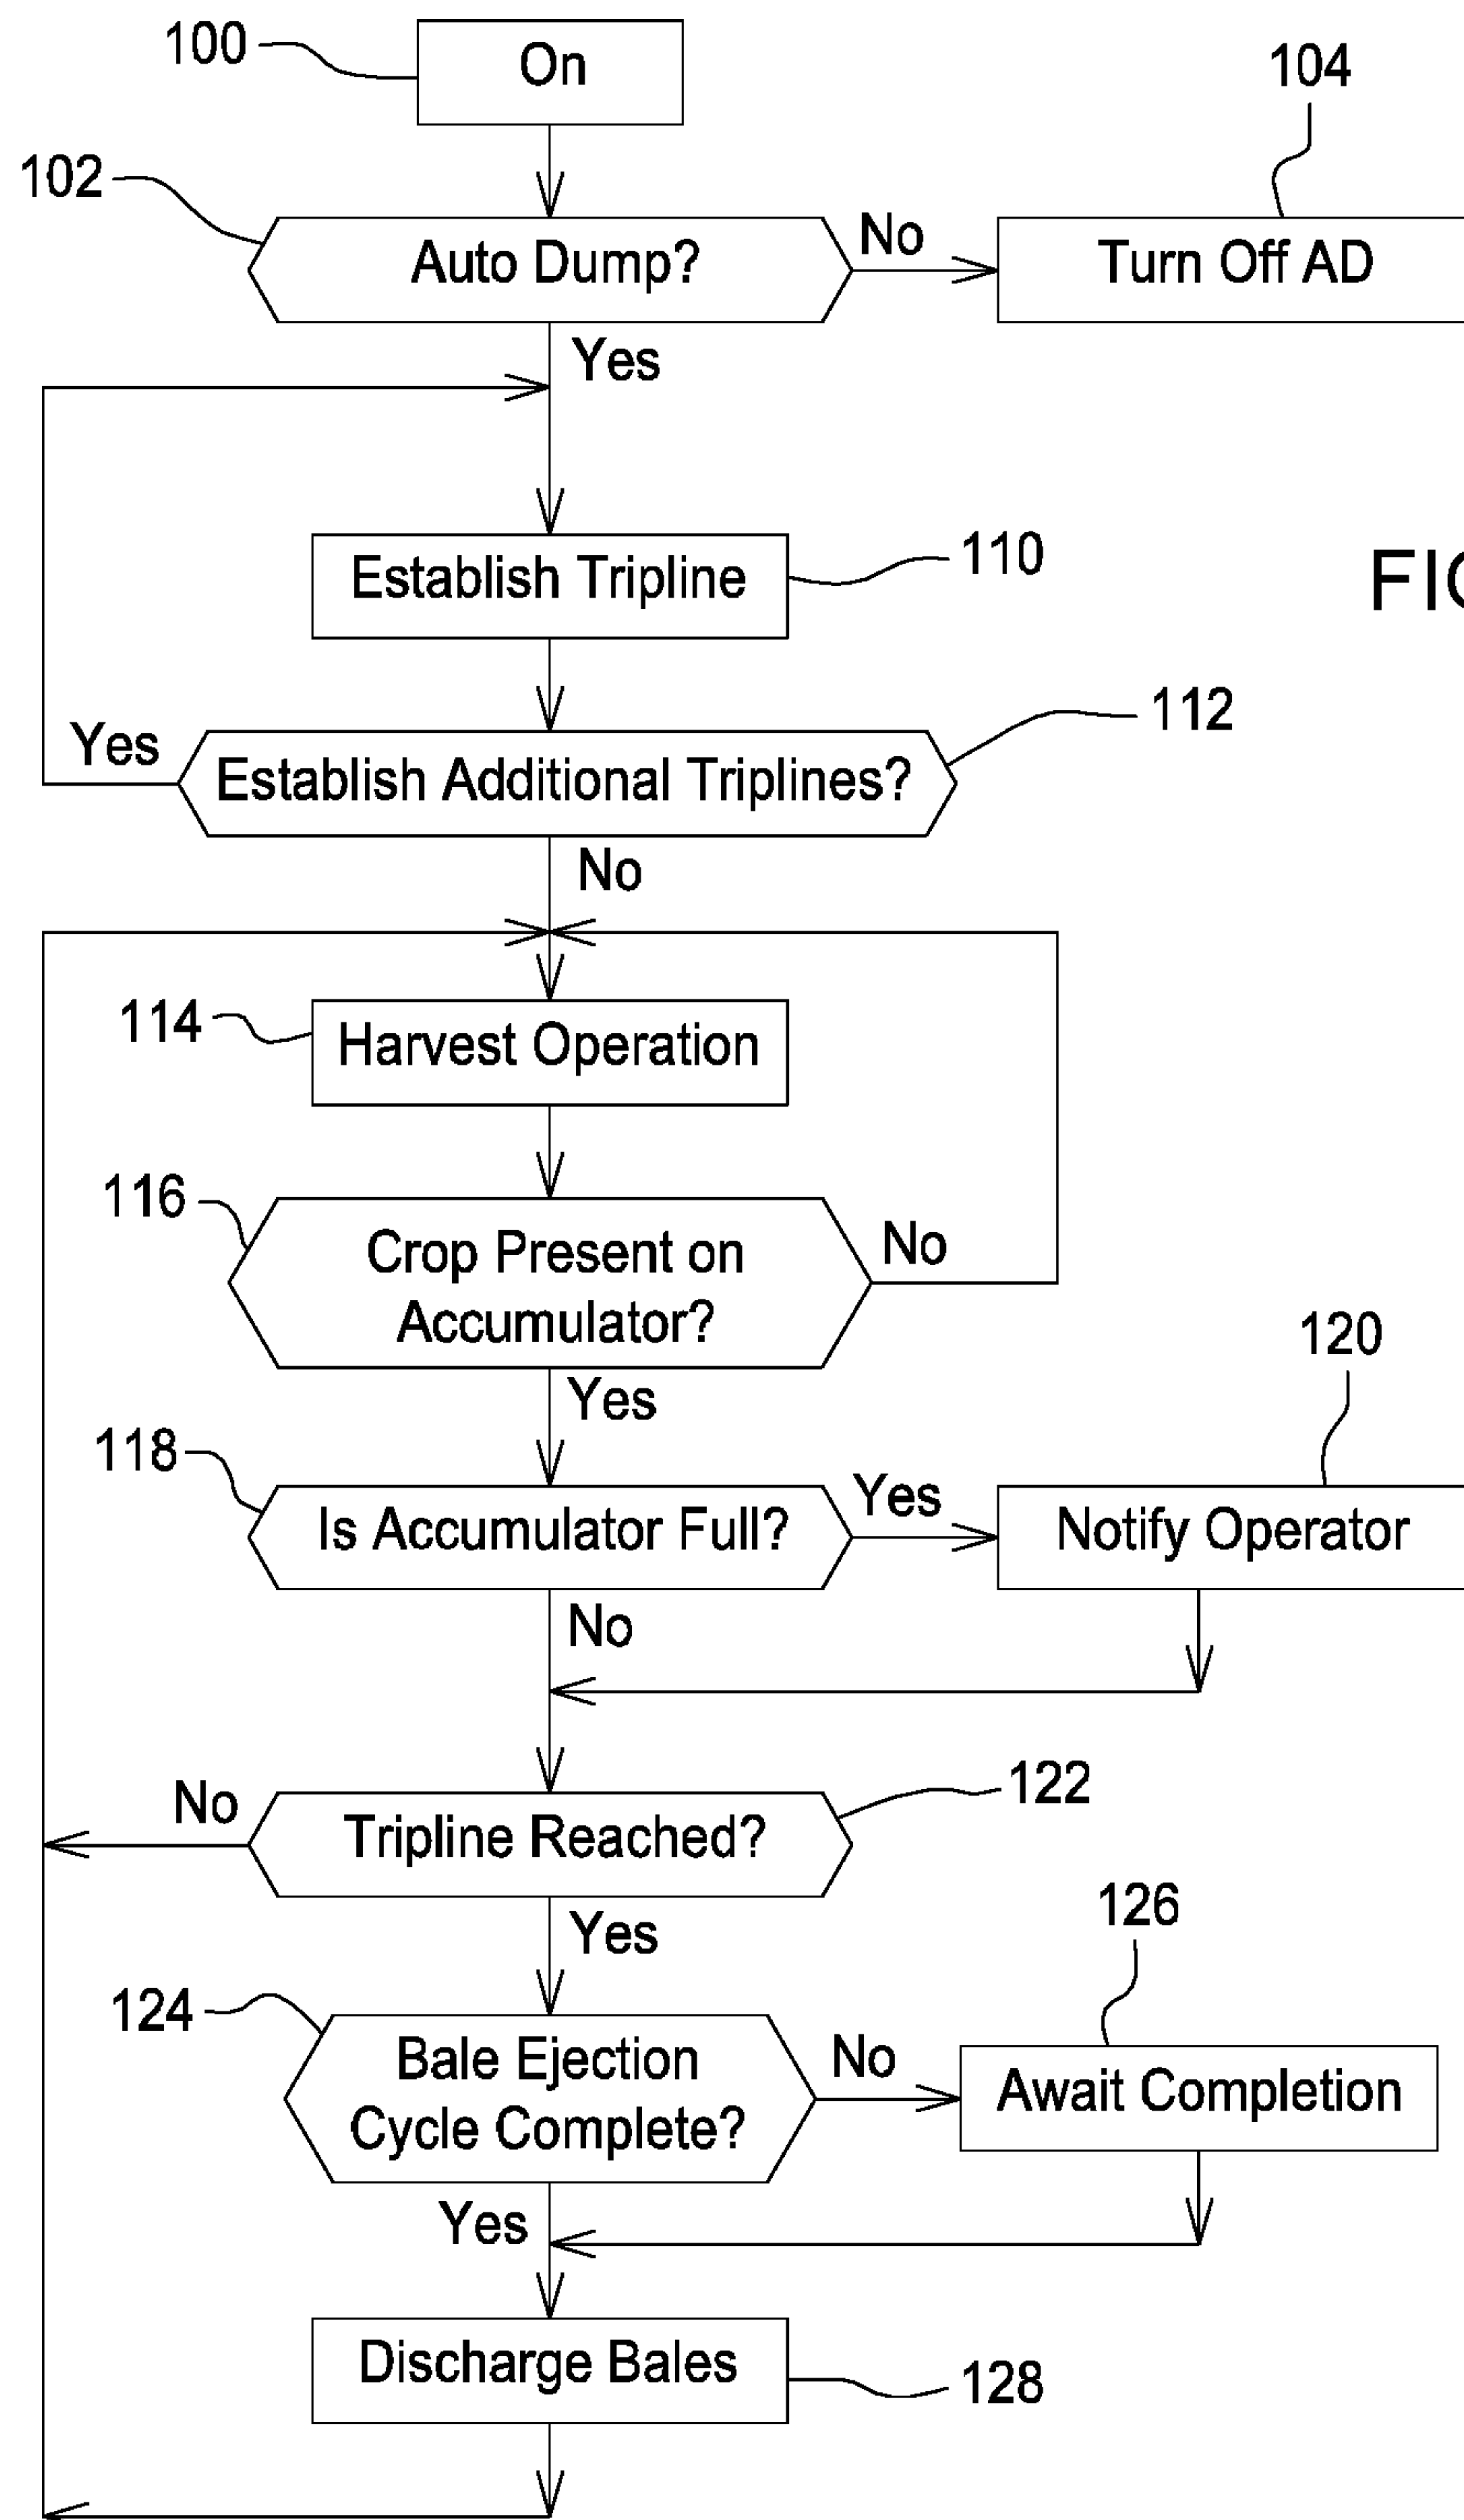 100
On
104
102
Auto Dump?
No
Turn Off AD
Yes
Establish Tripline
110
112
Yes
Establish Additional Triplines?
No
114
Harvest Operation
116
Crop Present on
Accumulator?
No
120
Yes
118
Is Accumulator Full?
Yes
Notify Operator
No
122
No
Tripline Reached?
126
Yes
124
Bale Ejection
Cycle Complete?
No
Await Completion
Yes
Discharge Bales
128